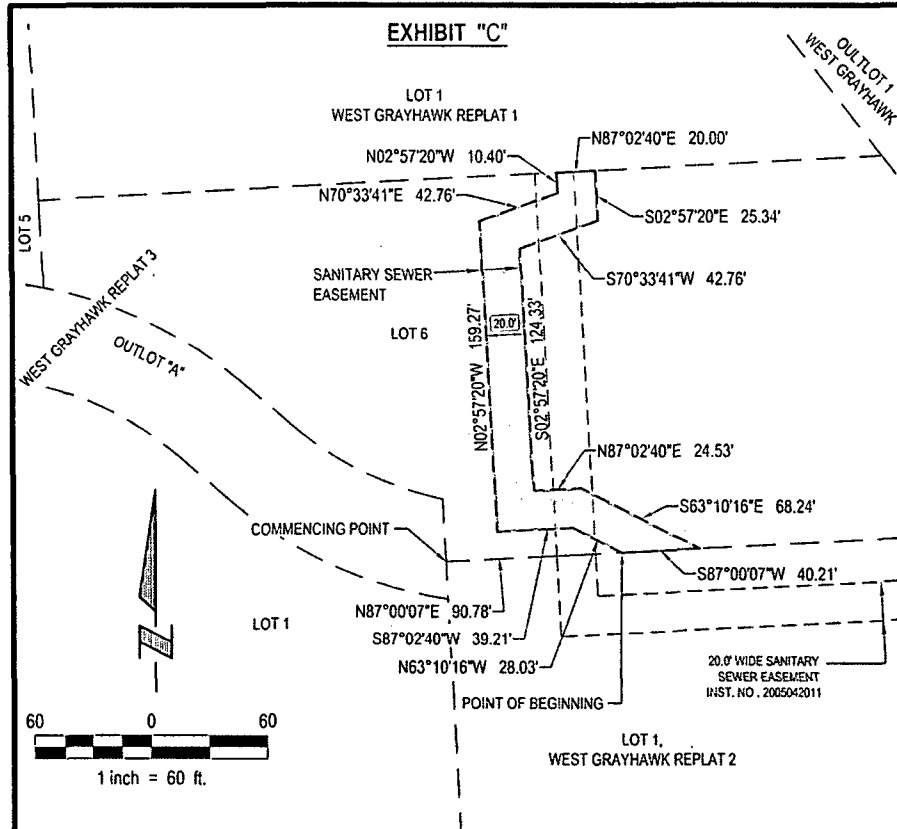 EXHIBIT "C"
OULTLOT 1
WEST GRAYHAWK
LOT 1
WEST GRAYHAWK REPLAT 1
N87°02'40"E 20.00'
N02°57'20"W 10.40'
N70°33'41"E 42.76'
S02°57'20"E 25.34'
LOT 5
SANITARY SEWER
EASEMENT
S70°33'41"W 42.76'
WEST GRAYHAWK REPLAT 3
OUTLOT "A"
LOT 6
N02°57'20"W 159.27'
20.0'
S02°57'20"E 124.33'
N87°02'40"E 24.53'
S63°10'16"E 68.24'
COMMENCING POINT
S87°00'07"W 40.21'
N87°00'07"E 90.78'
LOT 1
S87°02'40"W 39.21'
N63°10'16"W 28.03'
20.0' WIDE SANITARY
SEWER EASEMENT
INST. NO. 2005042011
POINT OF BEGINNING
N
60 0 60
1 inch = 60 ft.
LOT 1,
WEST GRAYHAWK REPLAT 2